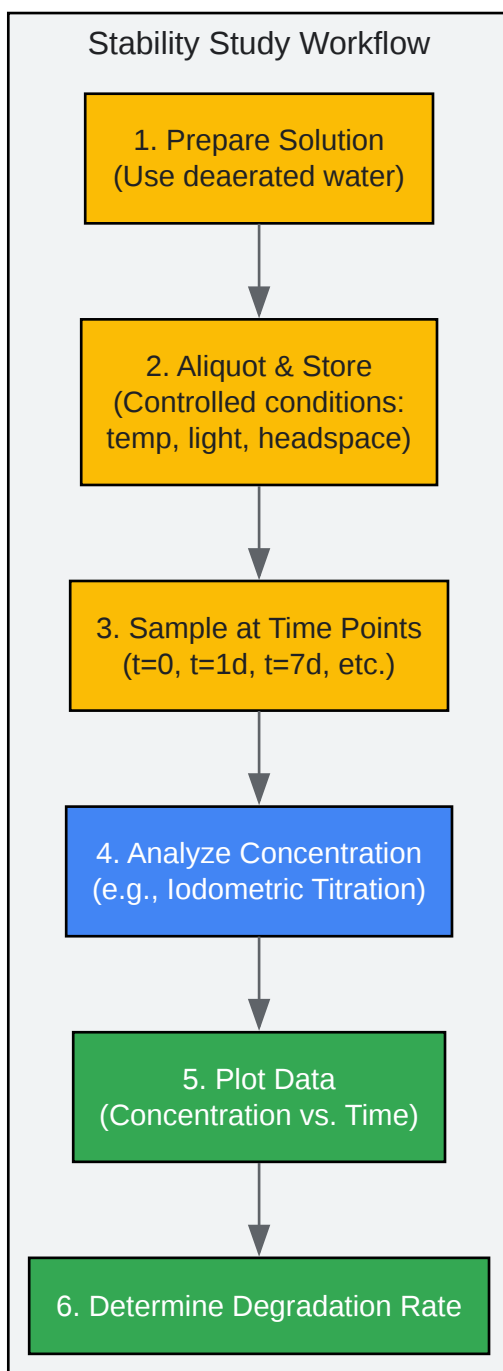 Stability Study Workflow
1. Prepare Solution
(Use deaerated water)
2. Aliquot & Store
(Controlled conditions:
temp, light, headspace)
3. Sample at Time Points
(t=0, t=1d, t=7d, etc.)
4. Analyze Concentration
(e.g., Iodometric Titration)
5. Plot Data
(Concentration vs. Time)
6. Determine Degradation Rate